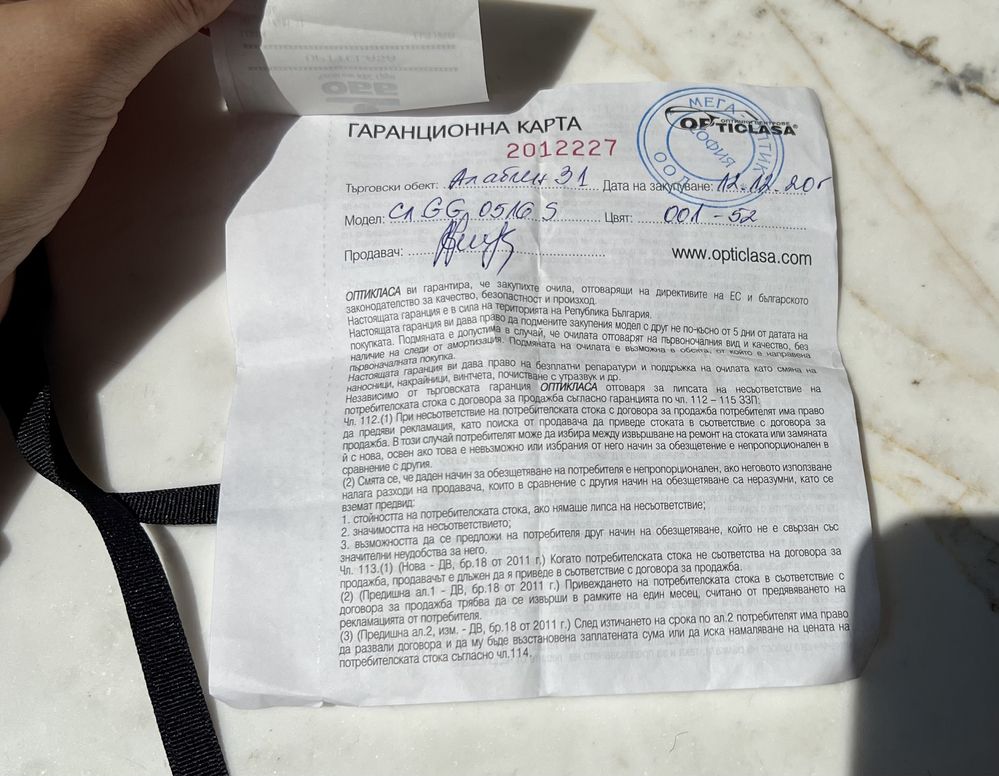 OPTICLASA
ОББ
ГАРАНЦИОННА КАРТА
ОПТИЧНИ ЦЕНТРОВЕ
OPTICLASA®
МЕГА ОПТИК ООД
СОФИЯ
2012227
Търговски обект: Алабин 31 Дата на закупуване: 12.12.20г
Модел: СЛ GG 0516 S Цвят: 001 - 52
Продавач:
www.opticlasa.com
ОПТИКЛАСА ви гарантира, че закупихте очила, отговарящи на директивите на ЕС и българското
законодателство за качество, безопастност и произход.
Настоящата гаранция е в сила на територията на Република България.
Настоящата гаранция ви дава право да подмените закупения модел с друг не по-късно от 5 дни от датата на
покупката. Подмяната е допустима в случай, че очилата отговарят на първоначалния вид и качество, без
наличие на следи от амортизация. Подмяната на очилата е възможна в обекта, от който е направена
първоначалната покупка.
Настоящата гаранция ви дава право на безплатни репаратури и поддръжка на очилата като смяна на
наносници, накрайници, винтчета, почистване с утразвук и др.
Независимо от търговската гаранция ОПТИКЛАСА отговаря за липсата на несъответствие на
потребителската стока с договора за продажба съгласно гаранцията по чл. 112 – 115 ЗЗП:
Чл. 112.(1) При несъответствие на потребителската стока с договора за продажба потребителят има право
да предяви рекламация, като поиска от продавача да приведе стоката в съответствие с договора за
продажба. В този случай потребителят може да избира между извършване на ремонт на стоката или замяната
й с нова, освен ако това е невъзможно или избрания от него начин за обезщетение е непропорционален в
сравнение с другия.
(2) Смята се, че даден начин за обезщетяване на потребителя е непропорционален, ако неговото използване
налага разходи на продавача, които в сравнение с другия начин на обезщетяване са неразумни, като се
вземат предвид:
1. стойността на потребителската стока, ако нямаше липса на несъответствие;
2. значимостта на несъответствието;
3. възможността да се предложи на потребителя друг начин на обезщетяване, който не е свързан със
значителни неудобства за него.
Чл. 113.(1) (Нова - ДВ, бр.18 от 2011 г.) Когато потребителската стока не съответства на договора за
продажба, продавачът е длъжен да я приведе в съответствие с договора за продажба.
(2) (Предишна ал.1 - ДВ, бр.18 от 2011 г.) Привеждането на потребителската стока в съответствие с
договора за продажба трябва да се извърши в рамките на един месец, считано от предявяването на
рекламацията от потребителя.
(3) (Предишна ал.2, изм. - ДВ, бр.18 от 2011 г.) След изтичането на срока по ал.2 потребителят има право
да развали договора и да му бъде възстановена заплатената сума или да иска намаляване на цената на
потребителската стока съгласно чл.114.